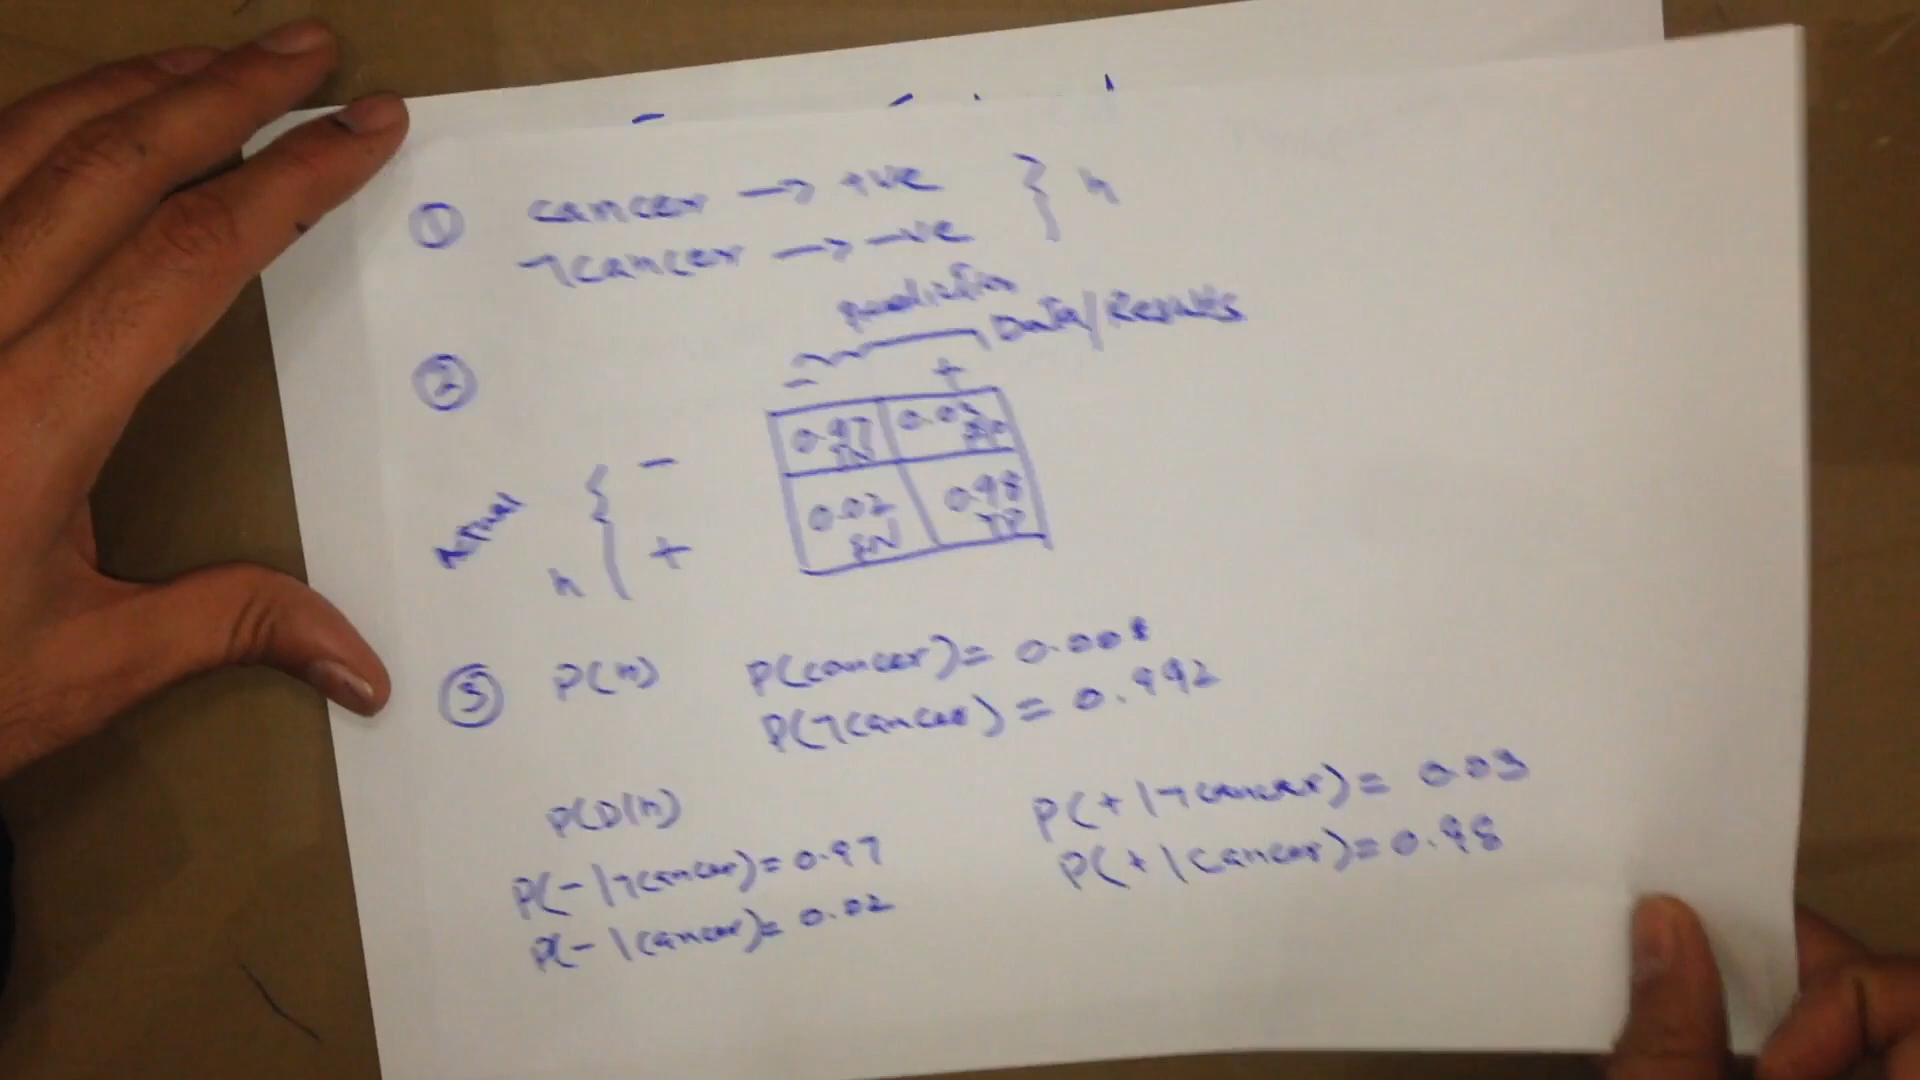 ① cancer → +ve } h
¬cancer → -ve
prediction
② Data/Results
- +
- 0.97 TN 0.03 FP
Actual
h + 0.02 FN 0.98 TP
③ P(h) P(cancer) = 0.008
P(¬cancer) = 0.992
P(D|h)
P(+|¬cancer) = 0.03
P(-|¬cancer) = 0.97
P(+|cancer) = 0.98
P(-|cancer) = 0.02